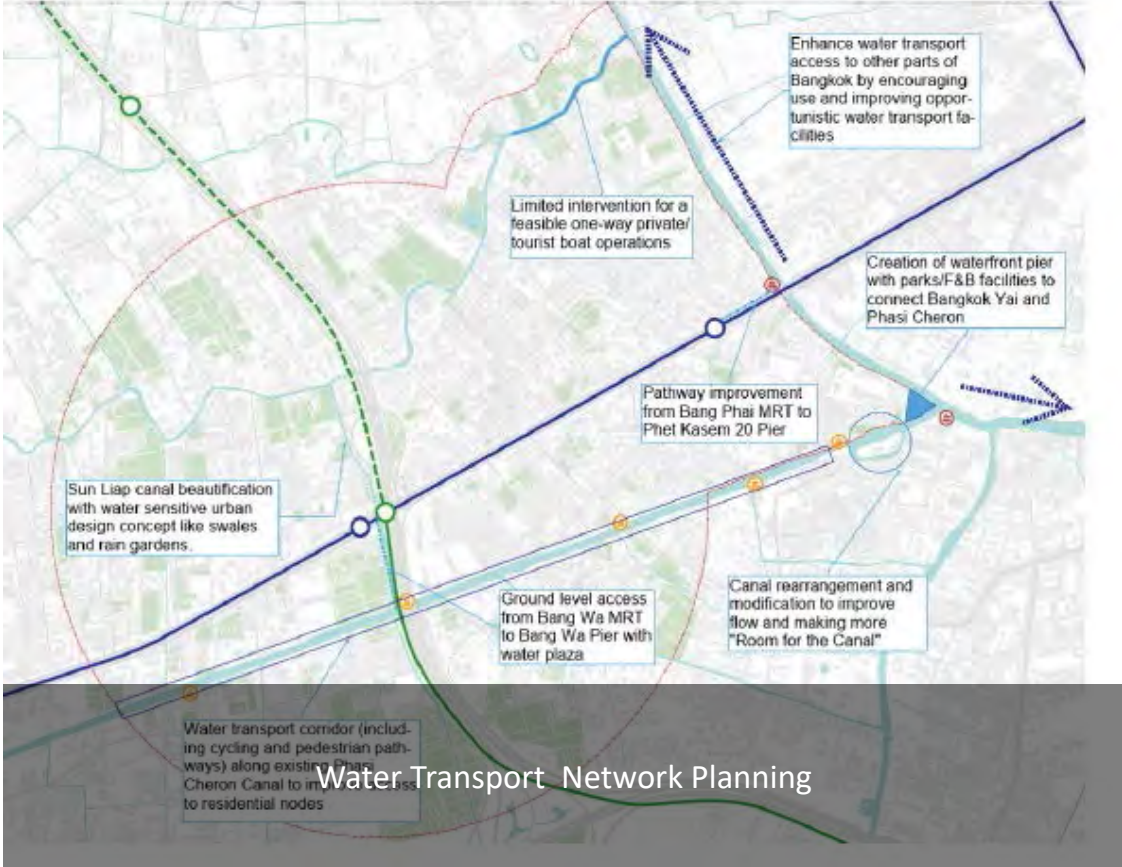 Enhance water transport
access to other parts of
Bangkok by encouraging
use and improving oppor-
tunistic water transport fa-
cilities
Limited intervention for a
feasible one-way private/
tourist boat operations
Creation of waterfront pier
with parks/F&B facilities to
connect Bangkok Yai and
Phasi Cheron
Pathway improvement
from Bang Phai MRT to
Phet Kasem 20 Pier
Sun Liap canal beautification
with water sensitive urban
design concept like swales
and rain gardens.
Ground level access
from Bang Wa MRT
to Bang Wa Pier with
water plaza
Canal rearrangement and
modification to improve
flow and making more
"Room for the Canal"
Water transport corridor (includ-
ing cycling and pedestrian path-
ways) along existing Phasi
Cheron Canal to improve access
to residential nodes
Water Transport Network Planning